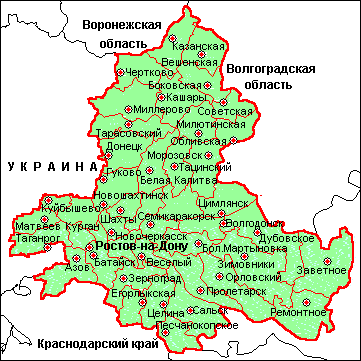 Воронежская
область
Казанская
Вешенская
Волгоградская
область
Чертково
Боковская
Кашары
Советская
Миллерово
Милютинская
Тарасовский
Обливская
Донецк
Морозовск
УКРАИНА
Тацинский
Гуково
Белая Калитва
Новошахтинск
Куйбышево
Цимлянск
Шахты
Семикаракорск
Матвеев Курган
Волгодонск
Таганрог
Новочеркасск
Дубовское
Ростов-на-Дону
Бол.Мартыновка
Азов
Батайск
Веселый
Зимовники
Заветное
Зерноград
Орловский
Егорлыкская
Пролетарск
Целина
Сальск
Ремонтное
Песчанокопское
Краснодарский край